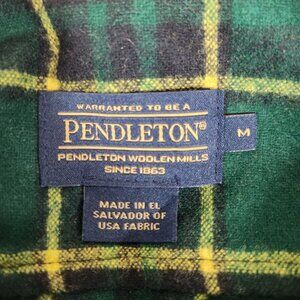 WARRANTED TO BE A
PENDLETON®
PENDLETON WOOLEN MILLS
SINCE 1863
M
MADE IN EL
SALVADOR OF
USA FABRIC